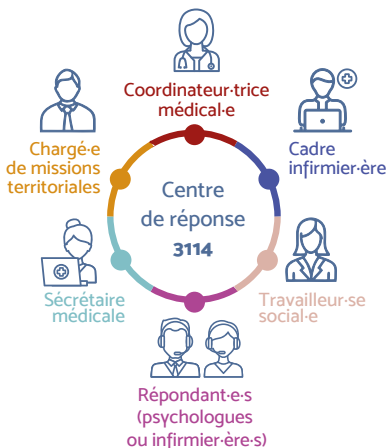 Coordinateur·trice
médical·e
Chargé·e
de missions
territoriales
Cadre
infirmier·ère
Centre
de réponse
3114
Sécrétaire
médicale
Travailleur·se
social·e
Répondant·e·s
(psychologues
ou infirmier·ère·s)